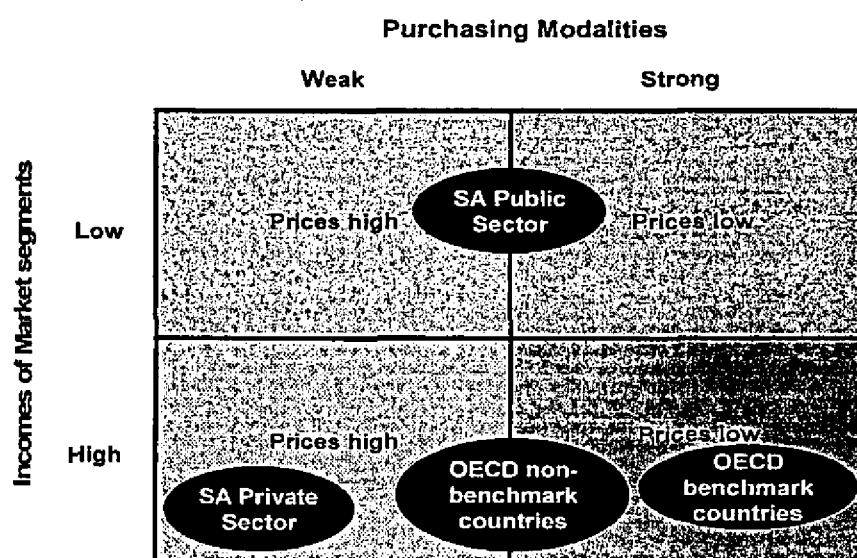 Purchasing Modalities
Weak
Strong
Incomes of Market segments
Low
Prices high
SA Public
Sector
Prices low
High
Prices high
Prices low
SA Private
Sector
OECD non-
benchmark
countries
OECD
benchmark
countries